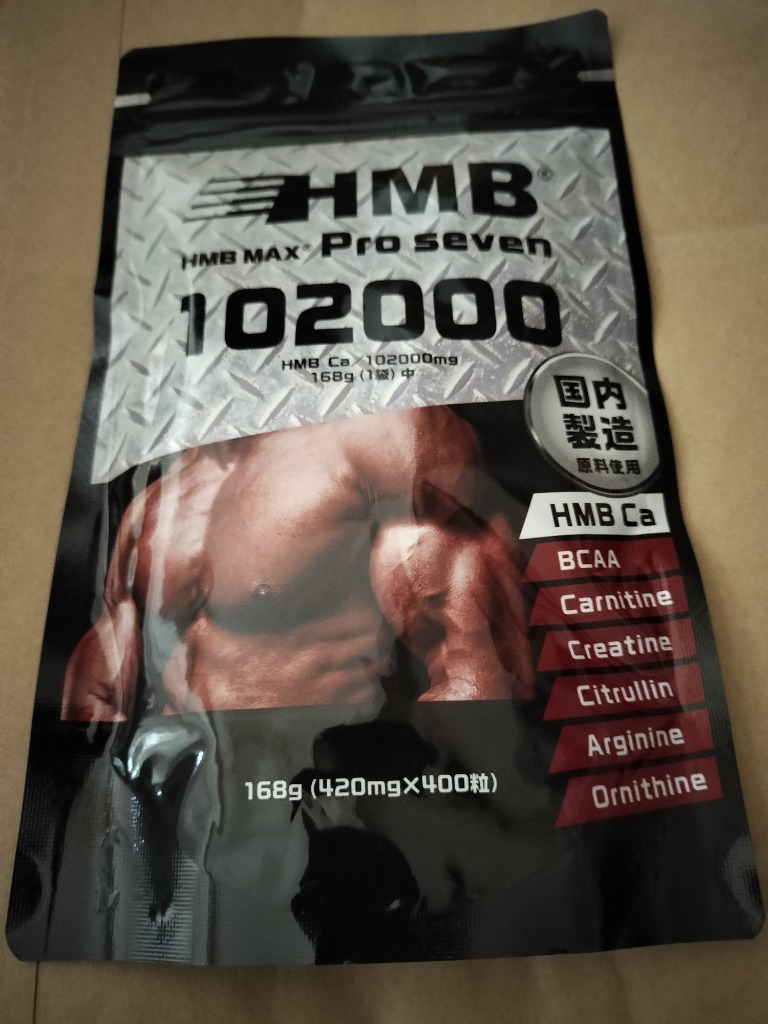 HMB®
HMB MAX® Pro seven
102000
HMB Ca/102000mg
168g (1袋) 中
国内
製造
原料使用
HMB Ca
BCAA
Carnitine
Creatine
Citrullin
Arginine
Ornithine
168g (420mg×400粒)